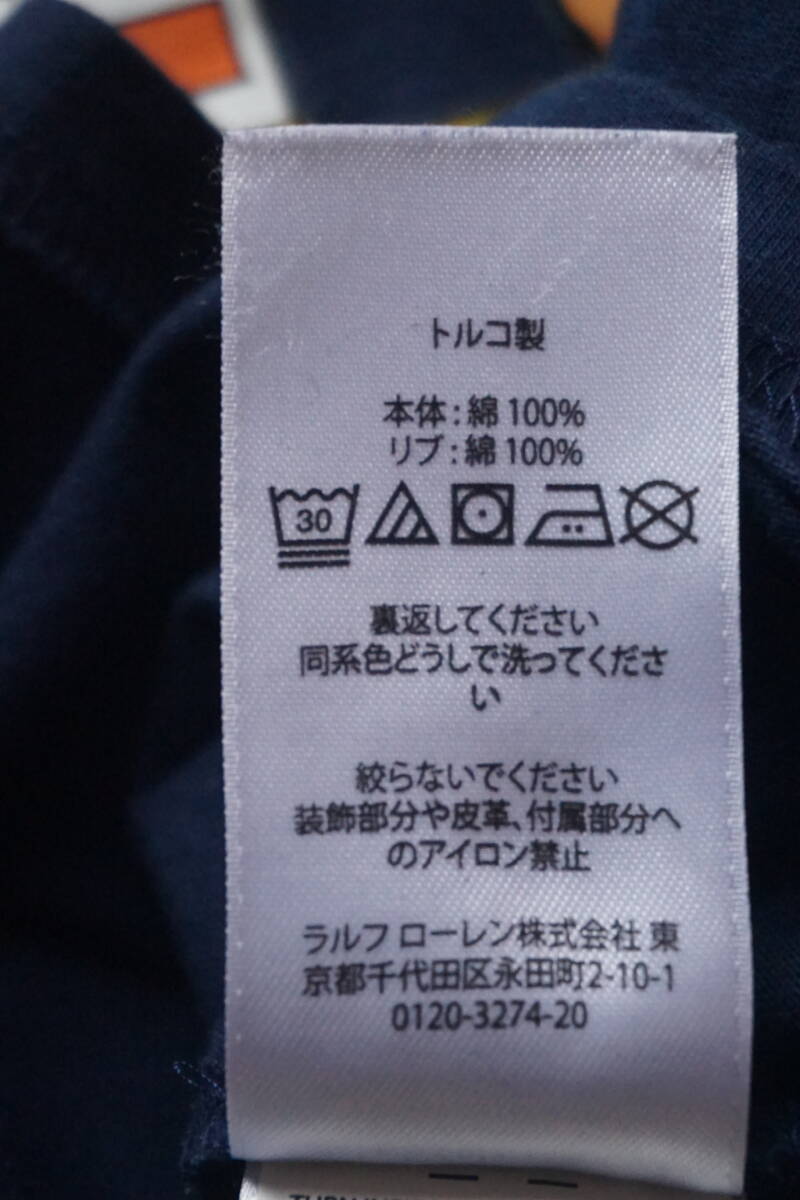 トルコ製
本体 : 綿 100%
リブ : 綿 100%
30
裏返してください
同系色どうしで洗ってくださ
い
絞らないでください
装飾部分や皮革、付属部分へ
のアイロン禁止
ラルフ ローレン株式会社 東
京都千代田区永田町2-10-1
0120-3274-20